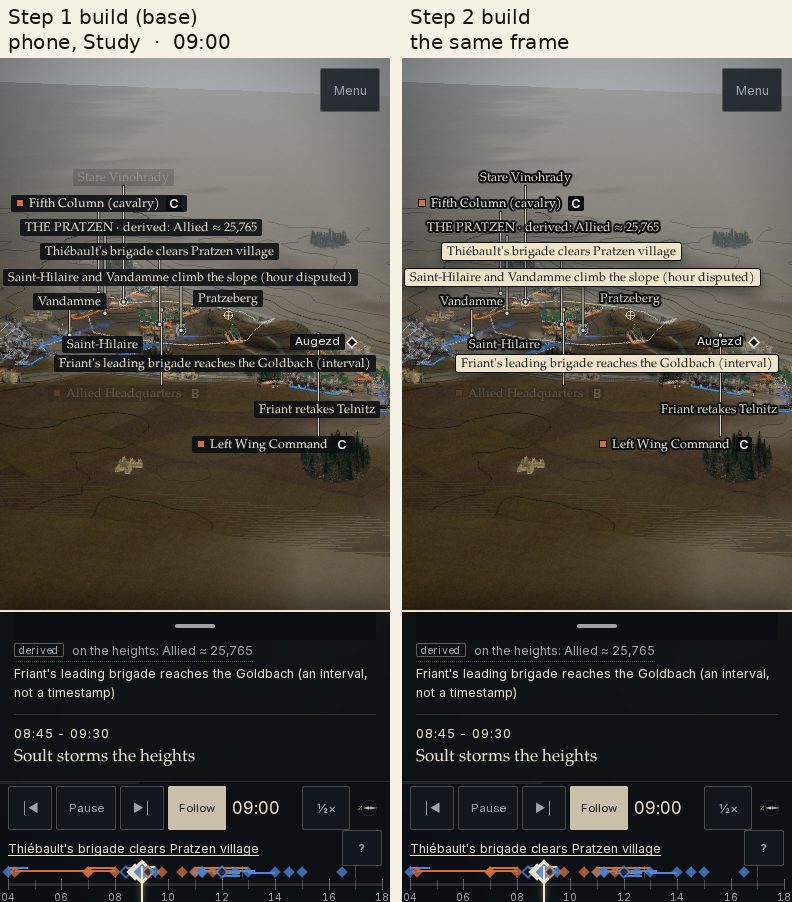 Step 1 build (base)
phone, Study · 09:00
Menu
Stare Vinohrady
Fifth Column (cavalry) C
THE PRATZEN · derived: Allied ≈ 25,765
Thiébault's brigade clears Pratzen village
Saint-Hilaire and Vandamme climb the slope (hour disputed)
Vandamme
Pratzeberg
Saint-Hilaire
Augezd
Friant's leading brigade reaches the Goldbach (interval)
Allied Headquarters B
Friant retakes Telnitz
Left Wing Command C
derived on the heights: Allied ≈ 25,765
Friant's leading brigade reaches the Goldbach (an interval,
not a timestamp)
08:45 - 09:30
Soult storms the heights
Pause
Follow
09:00
½×
Thiébault's brigade clears Pratzen village
?
04 06 08 10 12 14 16 18
Step 2 build
the same frame
Menu
Stare Vinohrady
Fifth Column (cavalry) C
THE PRATZEN · derived: Allied ≈ 25,765
Thiébault's brigade clears Pratzen village
Saint-Hilaire and Vandamme climb the slope (hour disputed)
Vandamme
Pratzeberg
Saint-Hilaire
Augezd
Friant's leading brigade reaches the Goldbach (interval)
Allied Headquarters B
Friant retakes Telnitz
Left Wing Command C
derived on the heights: Allied ≈ 25,765
Friant's leading brigade reaches the Goldbach (an interval,
not a timestamp)
08:45 - 09:30
Soult storms the heights
Pause
Follow
09:00
½×
Thiébault's brigade clears Pratzen village
?
04 06 08 10 12 14 16 18